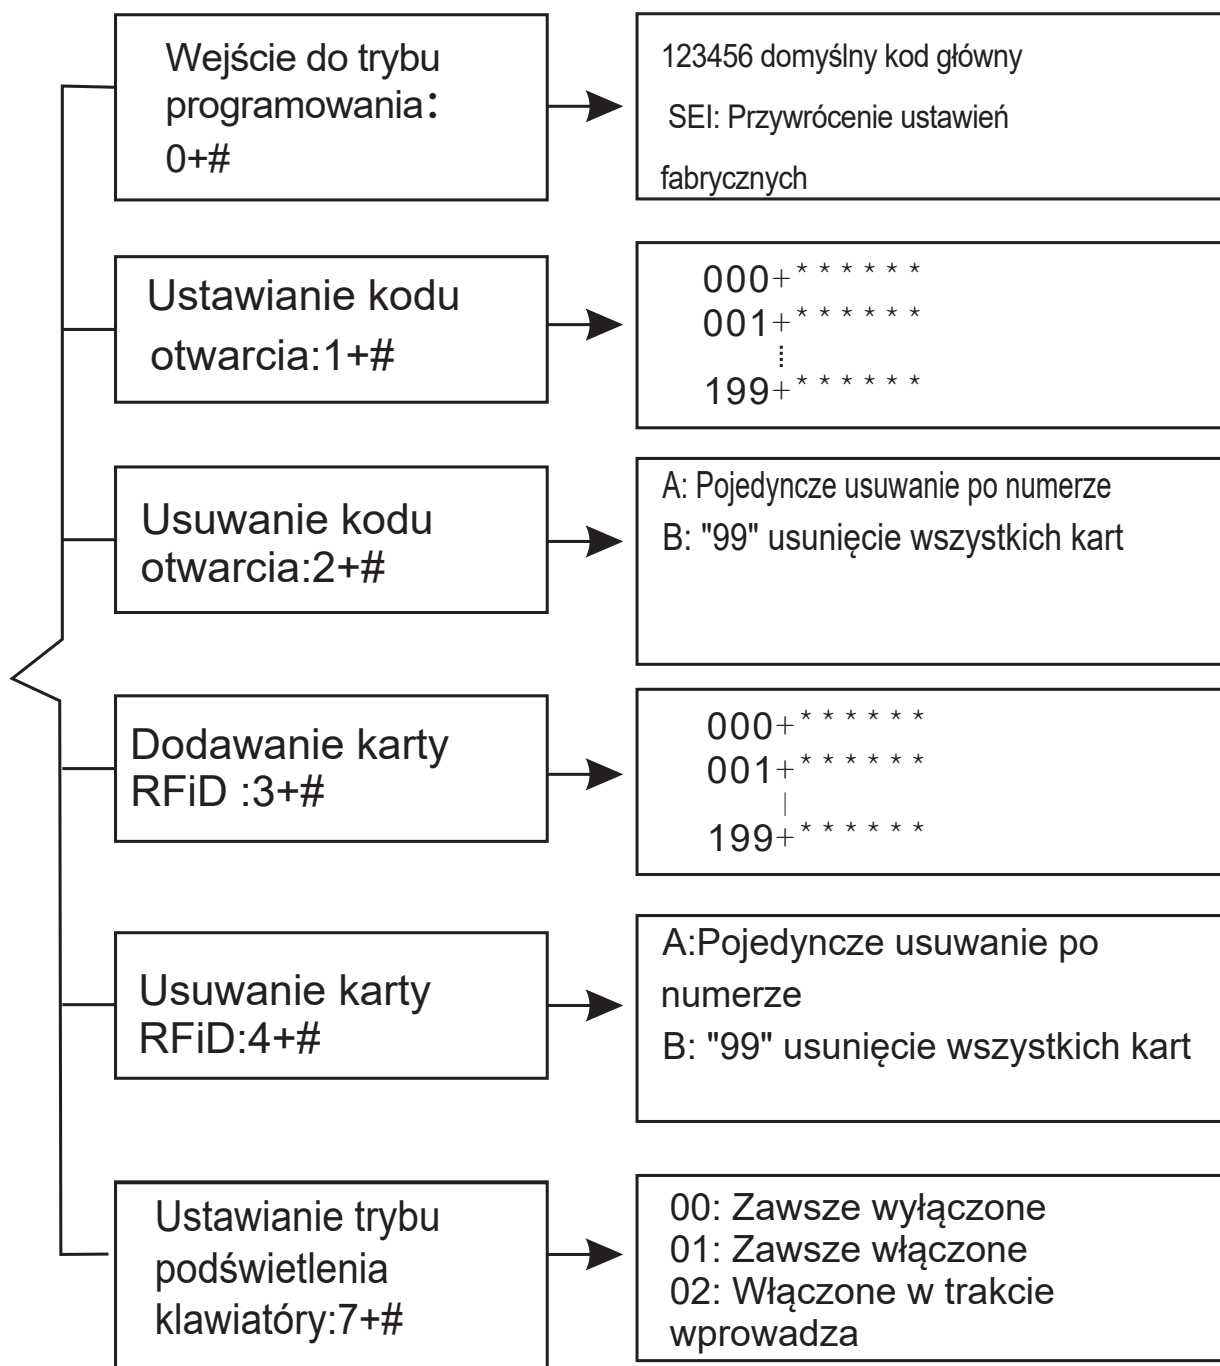 Wejście do trybu
programowania:
0+#
123456 domyślny kod główny
SEI: Przywrócenie ustawień
fabrycznych
Ustawianie kodu
otwarcia:1+#
000+******
001+******
199+******
Usuwanie kodu
otwarcia:2+#
A: Pojedyncze usuwanie po numerze
B: "99" usunięcie wszystkich kart
Dodawanie karty
RFiD :3+#
000+******
001+******
199+******
Usuwanie karty
RFiD:4+#
A:Pojedyncze usuwanie po
numerze
B: "99" usunięcie wszystkich kart
Ustawianie trybu
podświetlenia
klawiatóry:7+#
00: Zawsze wyłączone
01: Zawsze włączone
02: Włączone w trakcie
wprowadza